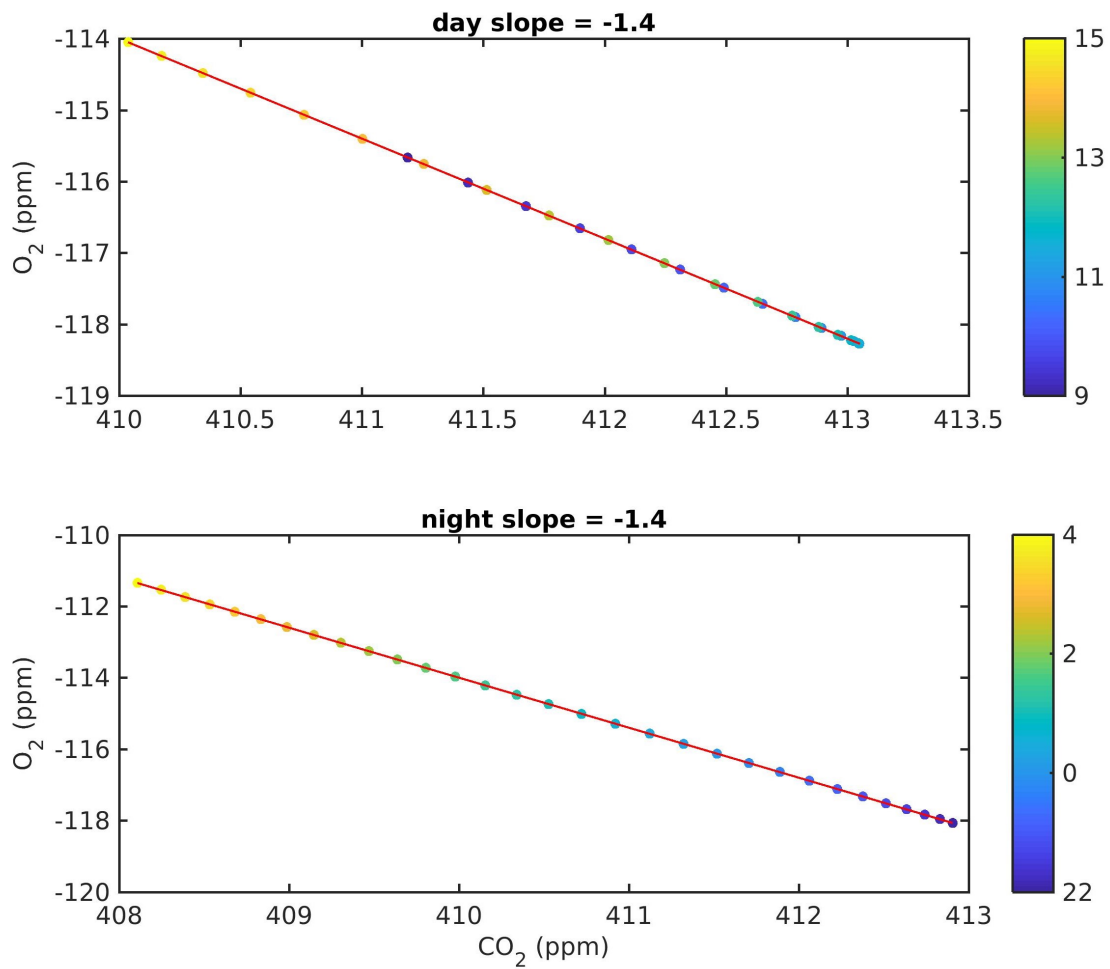 day slope = -1.4
-114
-115
-116
-117
-118
-119
O2 (ppm)
410 410.5 411 411.5 412 412.5 413 413.5
15
13
11
9
night slope = -1.4
-110
-112
-114
-116
-118
-120
O2 (ppm)
408 409 410 411 412 413
CO2 (ppm)
4
2
0
22